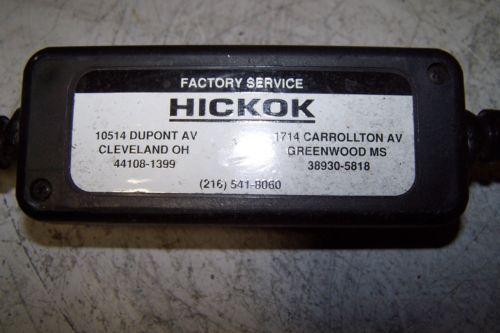 FACTORY SERVICE
HICKOK
10514 DUPONT AV
CLEVELAND OH
44108-1399
1714 CARROLLTON AV
GREENWOOD MS
38930-5818
(216) 541-8060